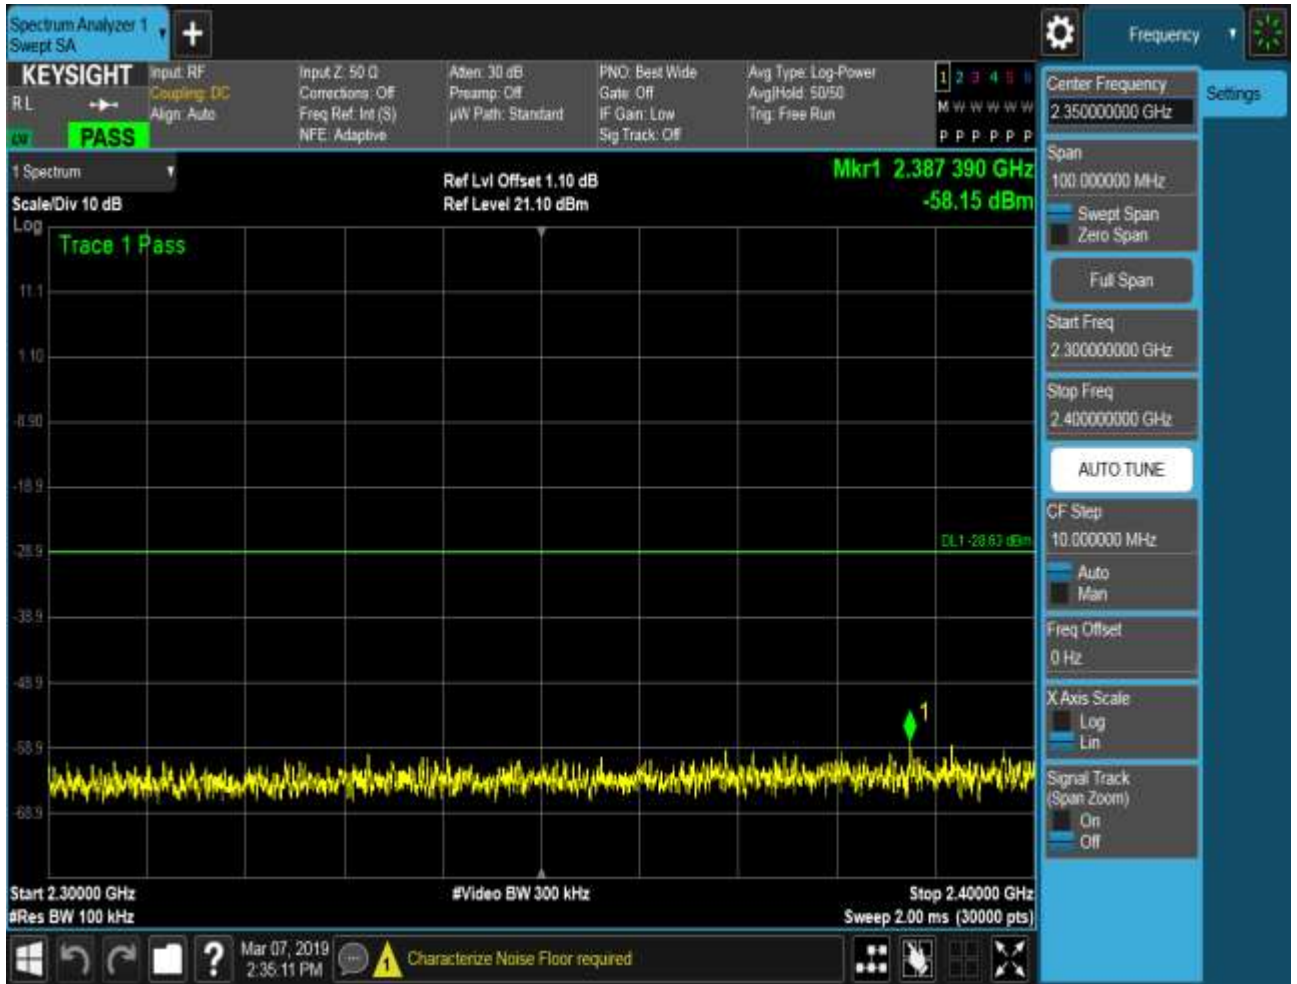 Spectrum Analyzer 1
Swept SA
+
Frequency
KEYSIGHT
R L
LW
PASS
Input: RF
Coupling: DC
Align: Auto
Input Z: 50 Ω
Corrections: Off
Freq Ref: Int (S)
NFE: Adaptive
Atten: 30 dB
Preamp: Off
µW Path: Standard
PNO: Best Wide
Gate: Off
IF Gain: Low
Sig Track: Off
Avg Type: Log-Power
Avg|Hold: 50/50
Trig: Free Run
1 2 3 4 5 6
M W W W W W
P P P P P P
1 Spectrum
Scale/Div 10 dB
Log
Ref Lvl Offset 1.10 dB
Ref Level 21.10 dBm
Mkr1 2.387 390 GHz
-58.15 dBm
Trace 1 Pass
11.1
1.10
-8.90
-18.9
-28.9
DL1 -28.63 dBm
-38.9
-48.9
1
-58.9
-68.9
Start 2.30000 GHz
#Video BW 300 kHz
Stop 2.40000 GHz
#Res BW 100 kHz
Sweep 2.00 ms (30000 pts)
Center Frequency
2.350000000 GHz
Settings
Span
100.000000 MHz
Swept Span
Zero Span
Full Span
Start Freq
2.300000000 GHz
Stop Freq
2.400000000 GHz
AUTO TUNE
CF Step
10.000000 MHz
Auto
Man
Freq Offset
0 Hz
X Axis Scale
Log
Lin
Signal Track
(Span Zoom)
On
Off
?
Mar 07, 2019
2:35:11 PM
1
Characterize Noise Floor required